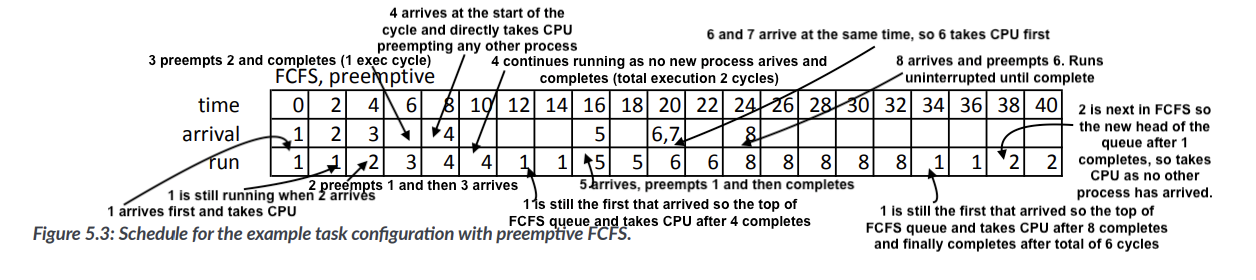 4 arrives at the start of the
cycle and directly takes CPU
preempting any other process
6 and 7 arrive at the same time, so 6 takes CPU first
3 preempts 2 and completes (1 exec cycle)
4 continues running as no new process arives and
completes (total execution 2 cycles)
8 arrives and preempts 6. Runs
uninterrupted until complete
FCFS, preemptive
time 0 2 4 6 8 10 12 14 16 18 20 22 24 26 28 30 32 34 36 38 40
arrival 1 2 3 4 5 6,7 8
run 1 1 2 3 4 4 1 1 5 5 6 6 8 8 8 8 8 1 1 2 2
2 is next in FCFS so
the new head of the
queue after 1
completes, so takes
CPU as no other
process has arrived.
2 preempts 1 and then 3 arrives
5 arrives, preempts 1 and then completes
1 is still running when 2 arrives
1 arrives first and takes CPU
1 is still the first that arrived so the top of
FCFS queue and takes CPU after 4 completes
1 is still the first that arrived so the top of
FCFS queue and takes CPU after 8 completes
and finally completes after total of 6 cycles
Figure 5.3: Schedule for the example task configuration with preemptive FCFS.